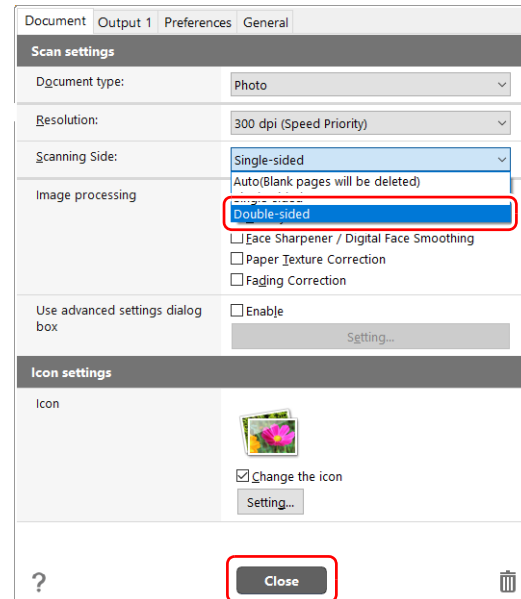 Document Output 1 Preferences General
Scan settings
Document type: Photo
Resolution: 300 dpi (Speed Priority)
Scanning Side: Single-sided
Auto(Blank pages will be deleted)
Image processing
Double-sided
Face Sharpener / Digital Face Smoothing
Paper Texture Correction
Fading Correction
Use advanced settings dialog box
Enable
Setting...
Icon settings
Icon
Change the icon
Setting...
? Close